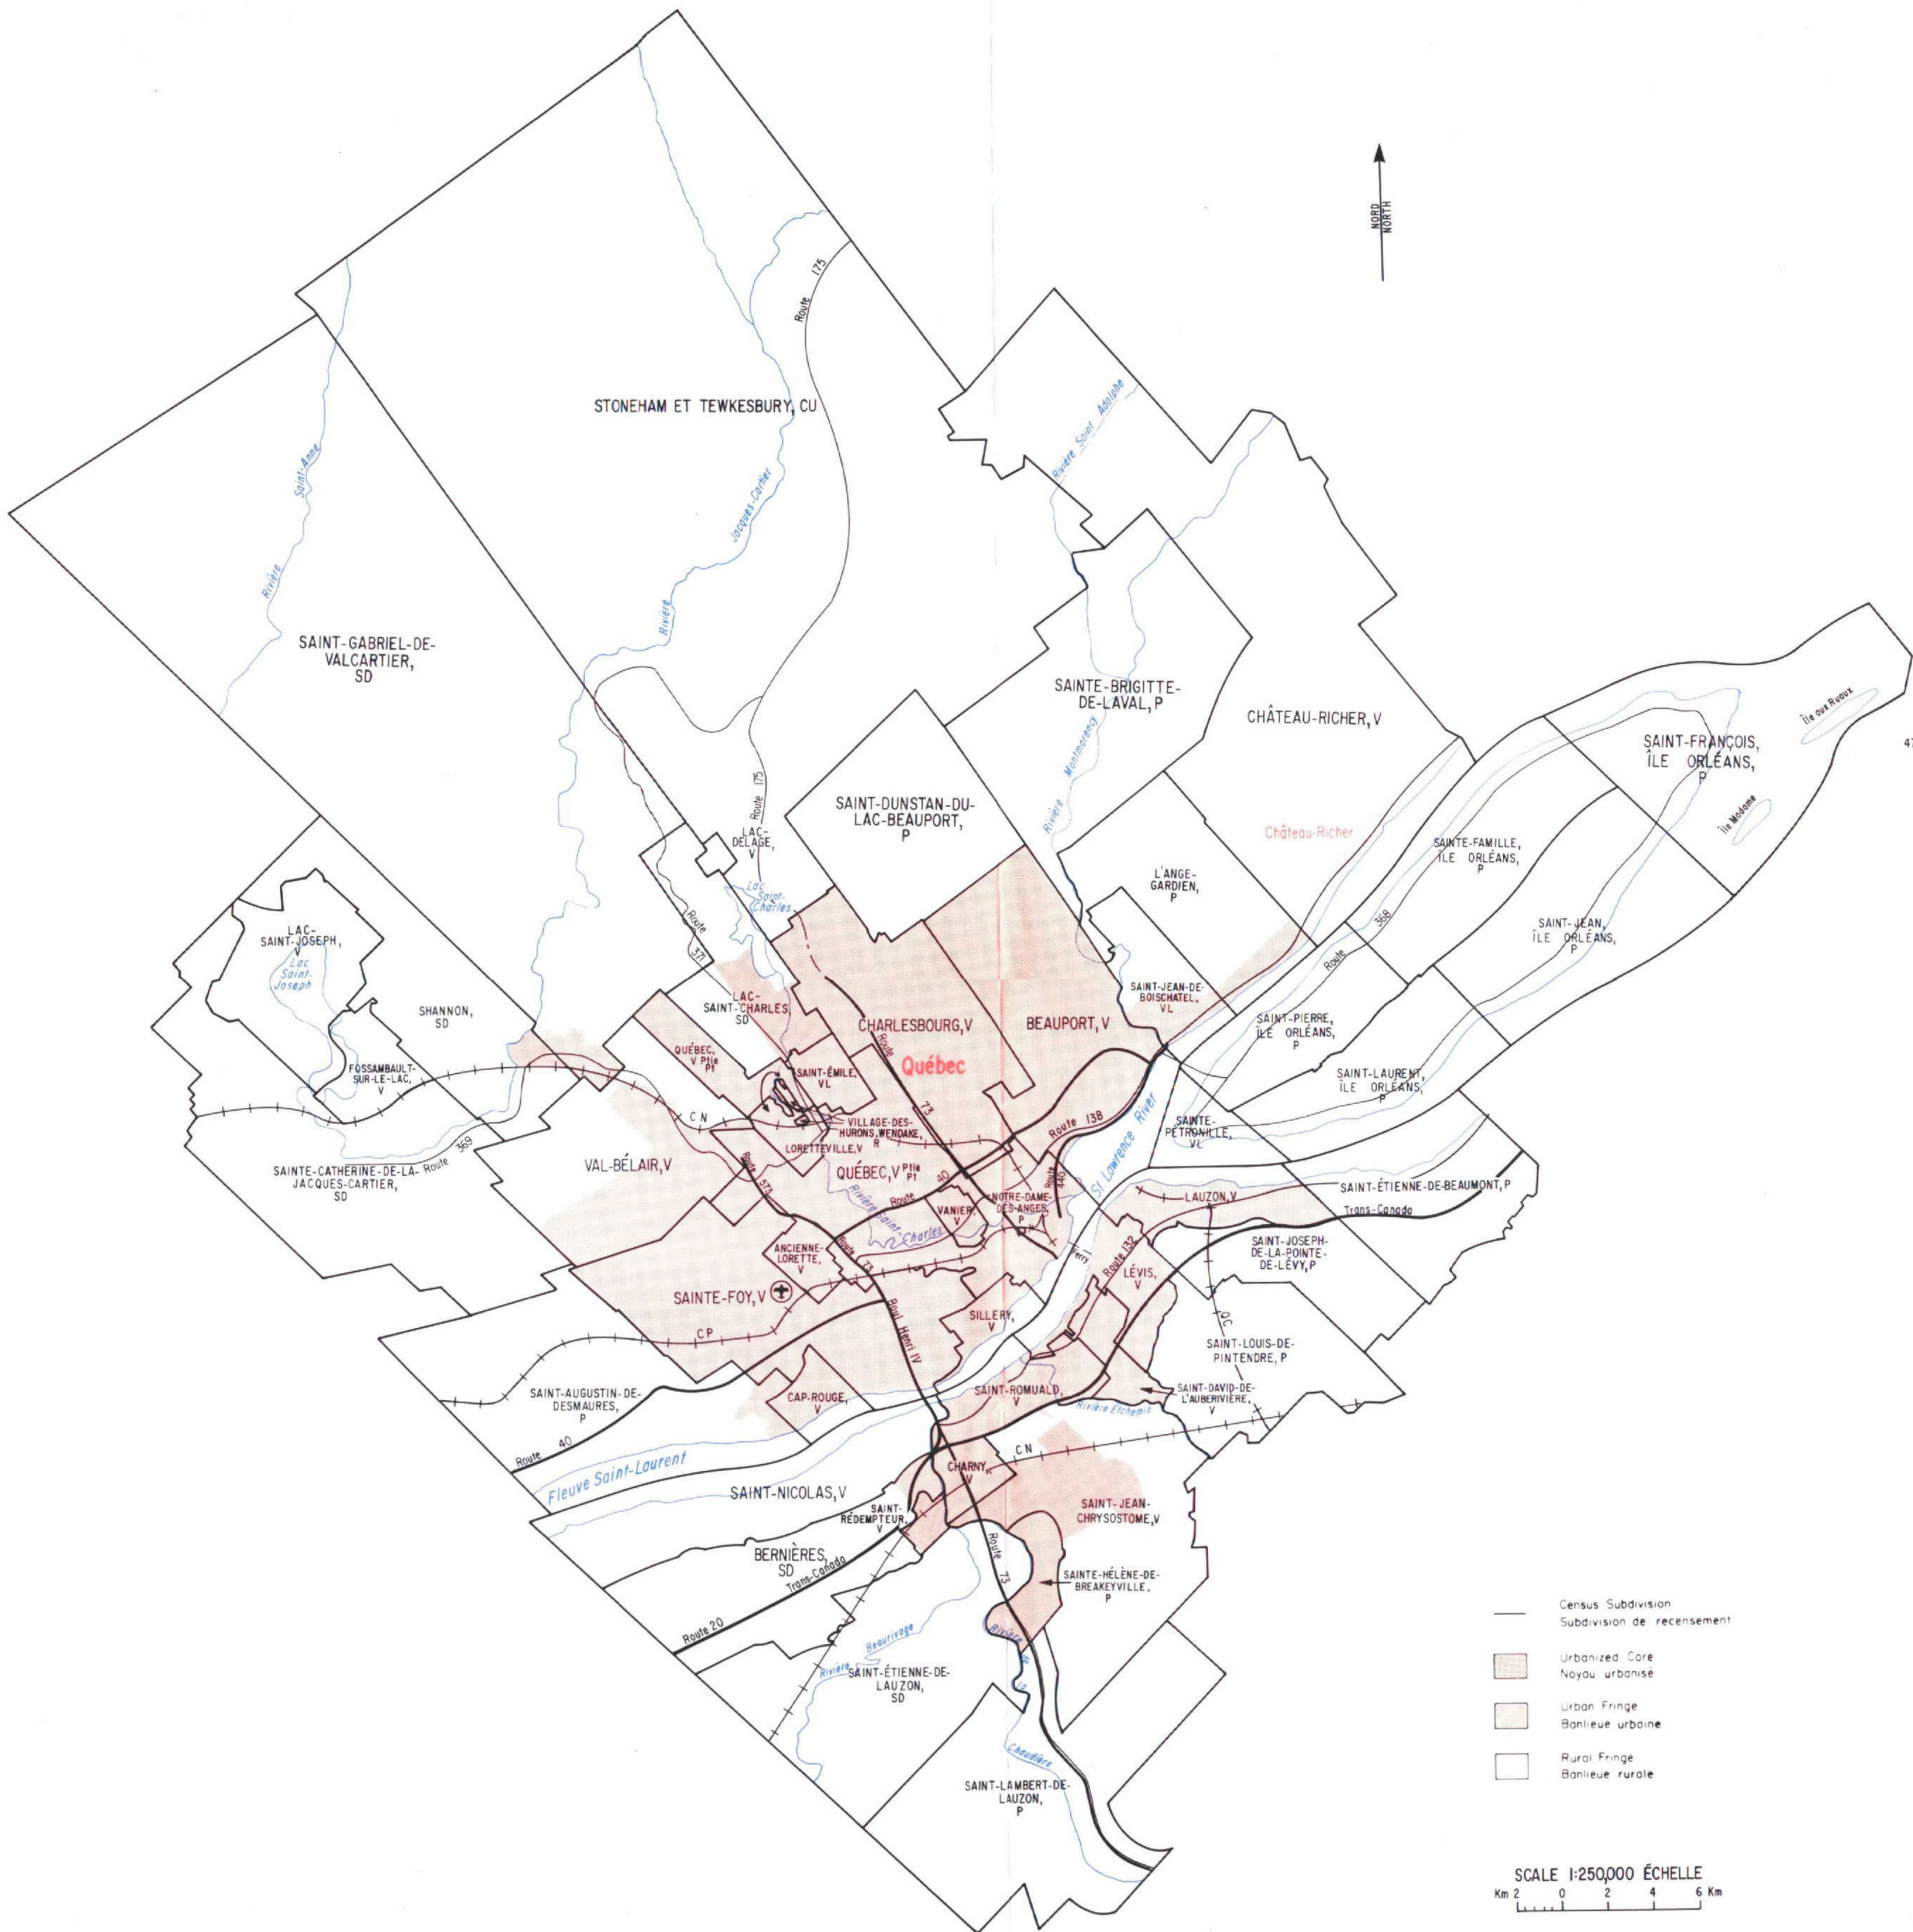 NORD
NORTH
Route 175
STONEHAM ET TEWKESBURY, CU
Rivière Saint Adolphe
Rivière Saint-Anne
Rivière Jacques-Cartier
SAINT-GABRIEL-DE-
VALCARTIER,
SD
SAINTE-BRIGITTE-
DE-LAVAL, P
CHÂTEAU-RICHER, V
Île aux Ruaux
SAINT-FRANÇOIS,
ÎLE ORLÉANS,
P
47
Île Madame
Rivière Montmorency
Route 175
SAINT-DUNSTAN-DU-
LAC-BEAUPORT,
P
LAC-
DELAGE,
V
Château-Richer
SAINTE-FAMILLE,
ÎLE ORLÉANS,
P
L'ANGE-
GARDIEN,
P
Lac
Saint-
Charles
Route 371
Route 368
SAINT-JEAN,
ÎLE ORLÉANS,
P
LAC-
SAINT-JOSEPH,
V
Lac
Saint-
Joseph
SHANNON,
SD
LAC-
SAINT-CHARLES,
SD
SAINT-JEAN-DE-
BOISCHATEL,
VL
CHARLESBOURG, V
BEAUPORT, V
SAINT-PIERRE,
ÎLE ORLÉANS,
P
QUÉBEC,
V Ptie
Pt
Route
Québec
SAINT-ÉMILE,
VL
FOSSAMBAULT-
SUR-LE-LAC,
V
SAINT-LAURENT,
ÎLE ORLÉANS,
P
CN
73
Route 138
St Lawrence River
VILLAGE-DES-
HURONS, WENDAKE,
R
SAINTE-
PÉTRONILLE,
VL
LORETTEVILLE, V
SAINTE-CATHERINE-DE-LA-
JACQUES-CARTIER,
SD
Route 369
VAL-BÉLAIR, V
QUÉBEC, V Ptie
Pt
Route 573
Route 40
Rivière Saint-Charles
Route 440
VANIER,
V
NOTRE-DAME-
DES-ANGES,
P
LAUZON, V
SAINT-ÉTIENNE-DE-BEAUMONT, P
Trans-Canada
ANCIENNE-
LORETTE,
V
Route 73
Ferry
Route 132
LÉVIS,
V
SAINT-JOSEPH-
DE-LA-POINTE-
DE-LÉVY, P
SAINTE-FOY, V
CP
Boul Henri IV
SILLERY,
V
QC
SAINT-LOUIS-DE-
PINTENDRE, P
SAINT-AUGUSTIN-DE-
DESMAURES,
P
CAP-ROUGE,
V
SAINT-ROMUALD,
V
SAINT-DAVID-DE-
L'AUBERIVIÈRE,
V
Rivière Etchemin
Route 40
Fleuve Saint-Laurent
CN
SAINT-NICOLAS, V
CHARNY,
V
SAINT-
RÉDEMPTEUR,
V
SAINT-JEAN-
CHRYSOSTOME, V
BERNIÈRES,
SD
Trans-Canada
Route 73
SAINTE-HÉLÈNE-DE-
BREAKEYVILLE,
P
Route 20
Rivière Beaurivage
SAINT-ÉTIENNE-DE-
LAUZON,
SD
Rivière de la Chaudière
SAINT-LAMBERT-DE-
LAUZON,
P
Census Subdivision
Subdivision de recensement
Urbanized Core
Noyau urbanisé
Urban Fringe
Banlieue urbaine
Rural Fringe
Banlieue rurale
SCALE 1:250,000 ÉCHELLE
Km 2 0 2 4 6 Km